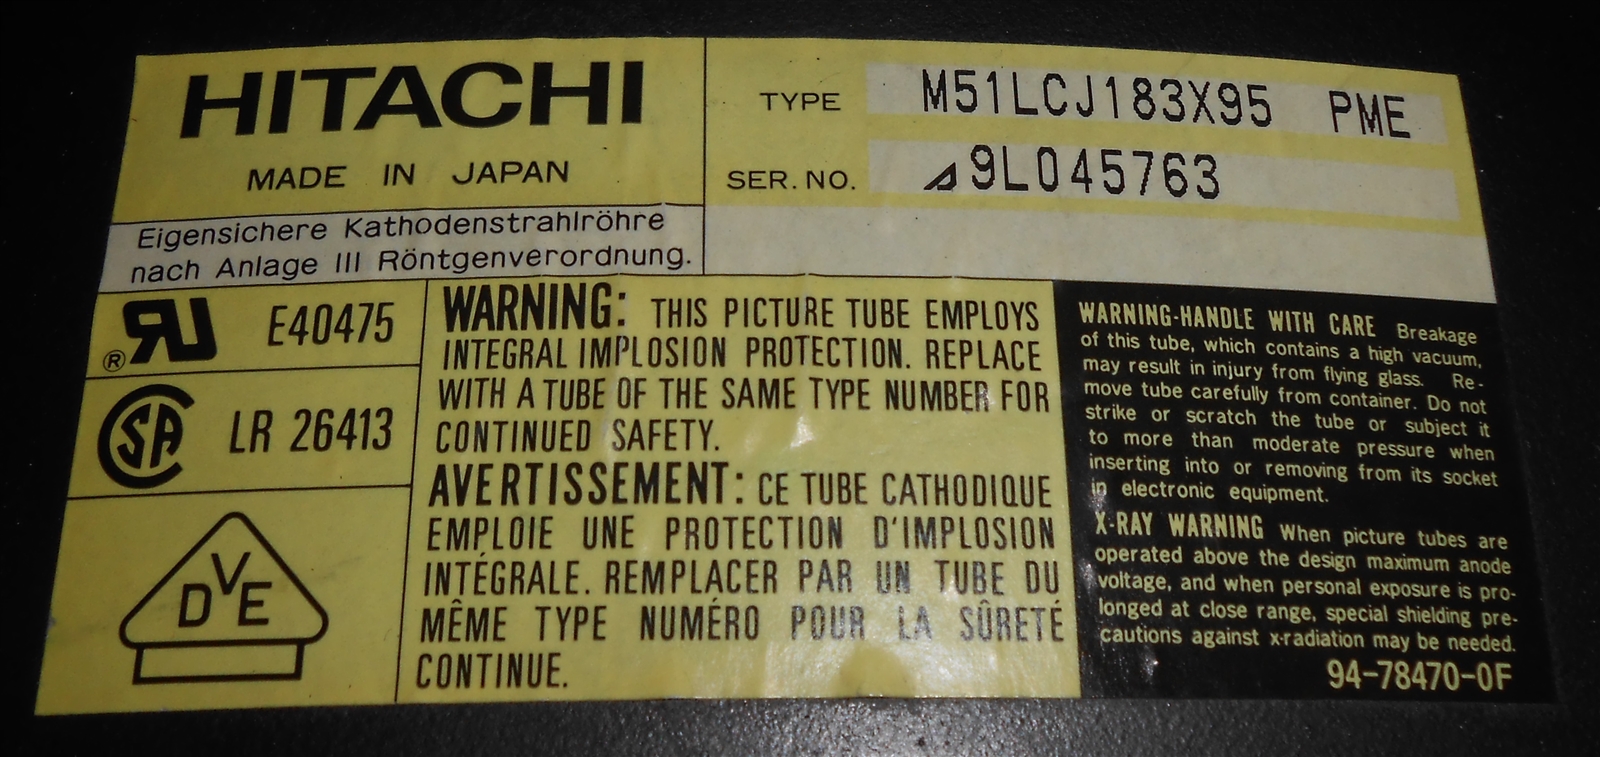 HITACHI
MADE IN JAPAN
TYPE M51LCJ183X95 PME
SER. NO. 9L045763
Eigensichere Kathodenstrahlröhre
nach Anlage III Röntgenverordnung.
® RU E40475
CSA LR 26413
DVE
WARNING: THIS PICTURE TUBE EMPLOYS
INTEGRAL IMPLOSION PROTECTION. REPLACE
WITH A TUBE OF THE SAME TYPE NUMBER FOR
CONTINUED SAFETY.
AVERTISSEMENT: CE TUBE CATHODIQUE
EMPLOIE UNE PROTECTION D'IMPLOSION
INTÉGRALE. REMPLACER PAR UN TUBE DU
MÊME TYPE NUMÉRO POUR LA SÛRETÉ
CONTINUE.
WARNING-HANDLE WITH CARE Breakage
of this tube, which contains a high vacuum,
may result in injury from flying glass. Re-
move tube carefully from container. Do not
strike or scratch the tube or subject it
to more than moderate pressure when
inserting into or removing from its socket
in electronic equipment.
X-RAY WARNING When picture tubes are
operated above the design maximum anode
voltage, and when personal exposure is pro-
longed at close range, special shielding pre-
cautions against x-radiation may be needed.
94-78470-0F